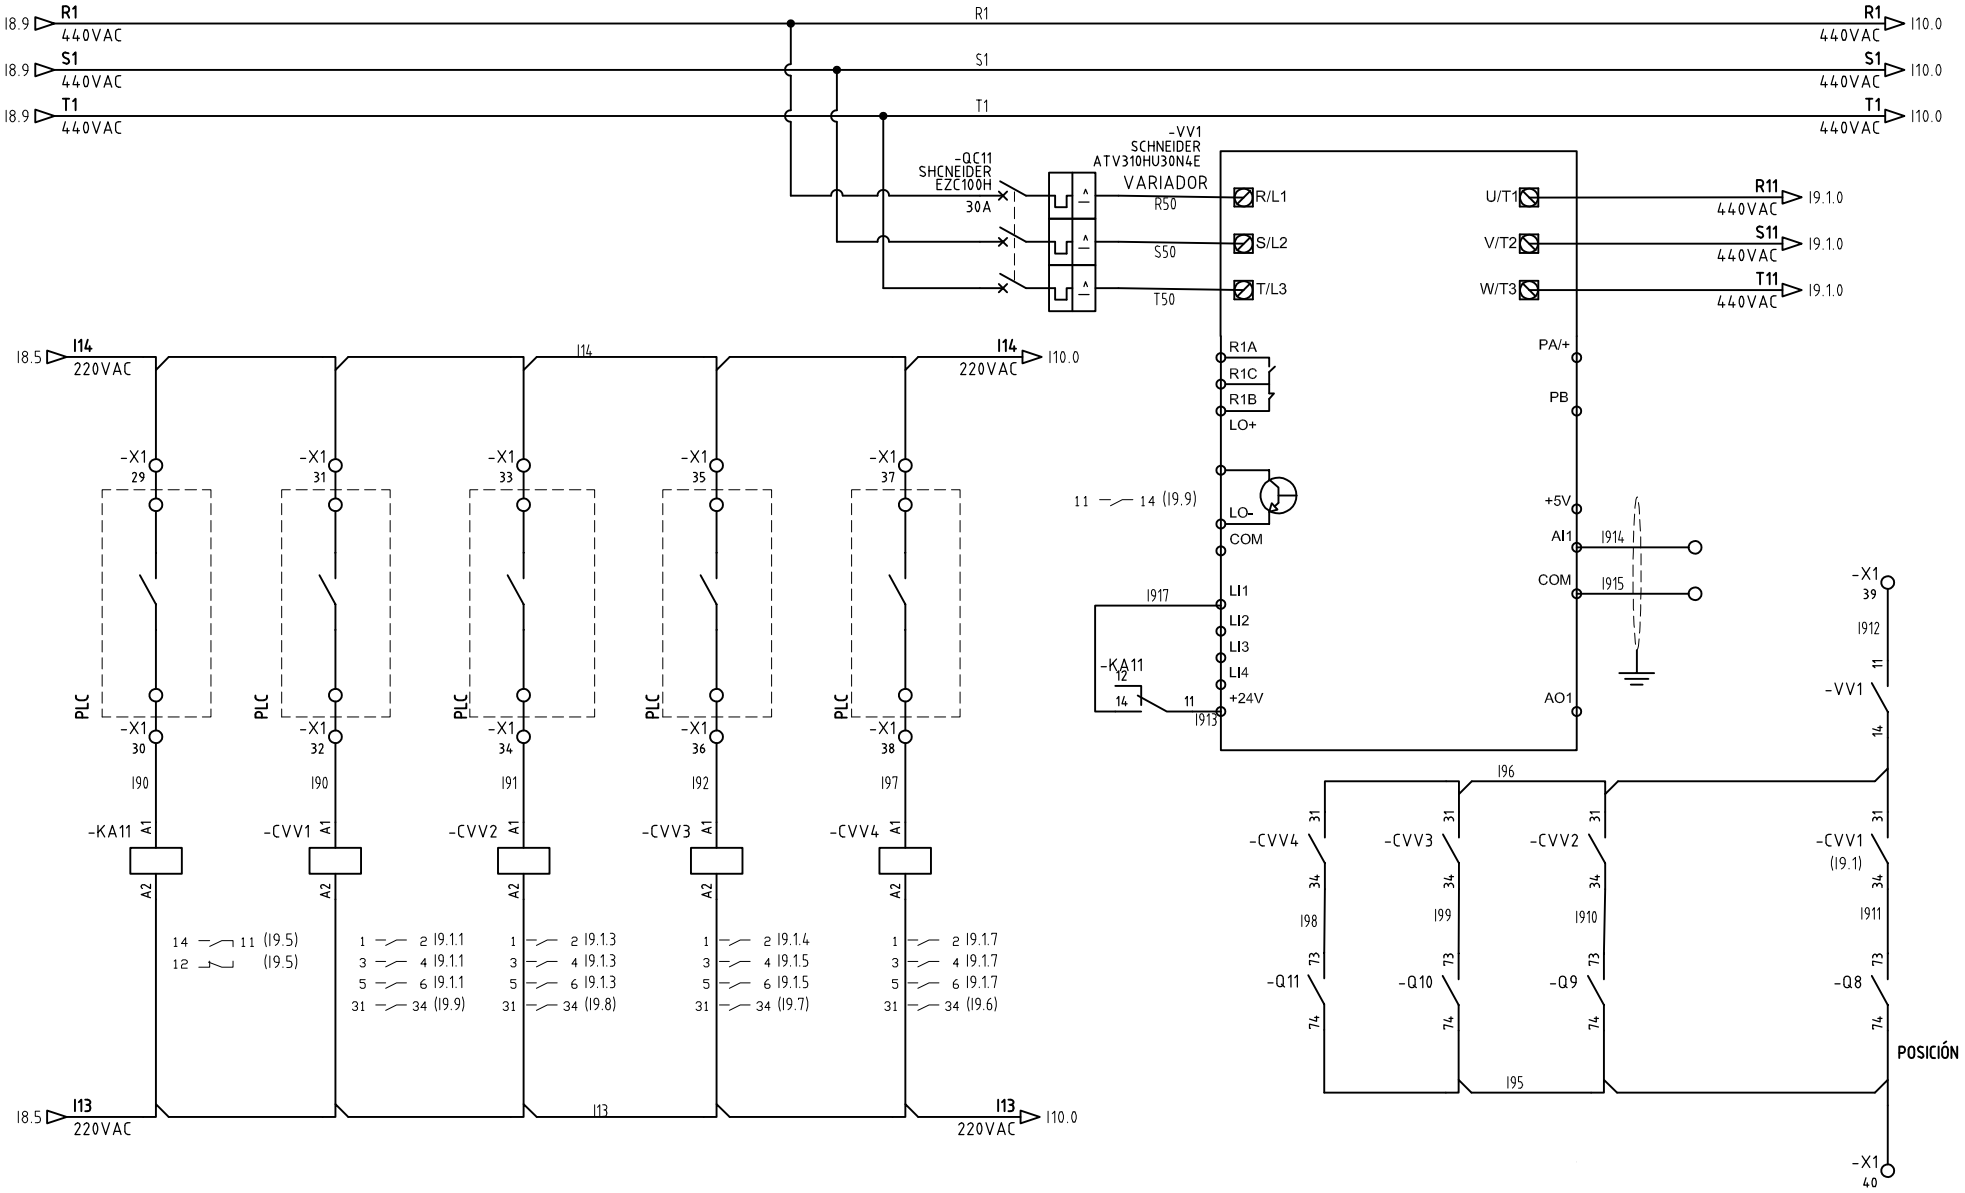 R1 R1 R1
I8.9 I10.0
440VAC 440VAC
S1 S1 S1
I8.9 I10.0
440VAC 440VAC
T1 T1 T1
I8.9 I10.0
440VAC 440VAC
-VV1
SCHNEIDER
ATV310HU30N4E
VARIADOR
-QC11
SHCNEIDER
EZC100H
30A
R50
S50
T50
R/L1
S/L2
T/L3
U/T1
V/T2
W/T3
R11
440VAC
I9.1.0
S11
440VAC
I9.1.0
T11
440VAC
I9.1.0
R1A
R1C
R1B
LO+
LO-
COM
LI1
LI2
LI3
LI4
+24V
PA/+
PB
+5V
AI1
COM
AO1
I914
I915
11 14 (I9.9)
I917
-KA11
12
14 11
I913
I8.5 I14 I14 I14 I10.0
220VAC 220VAC
-X1 -X1 -X1 -X1 -X1
29 31 33 35 37
PLC PLC PLC PLC PLC
-X1 -X1 -X1 -X1 -X1
30 32 34 36 38
I90 I90 I91 I92 I97
A1 A1 A1 A1 A1
-KA11 -CVV1 -CVV2 -CVV3 -CVV4
A2 A2 A2 A2 A2
14 11 (I9.5)
12 (I9.5)
1 2 I9.1.1
3 4 I9.1.1
5 6 I9.1.1
31 34 (I9.9)
1 2 I9.1.3
3 4 I9.1.3
5 6 I9.1.3
31 34 (I9.8)
1 2 I9.1.4
3 4 I9.1.5
5 6 I9.1.5
31 34 (I9.7)
1 2 I9.1.7
3 4 I9.1.7
5 6 I9.1.7
31 34 (I9.6)
I8.5 I13 I13 I13 I10.0
220VAC 220VAC
-X1
39
I912
11
-VV1
14
I96
31 31 31 31
-CVV4 -CVV3 -CVV2 -CVV1
(I9.1)
34 34 34 34
I98 I99 I910 I911
73 73 73 73
-Q11 -Q10 -Q9 -Q8
74 74 74 74
POSICIÓN
I95
-X1
40